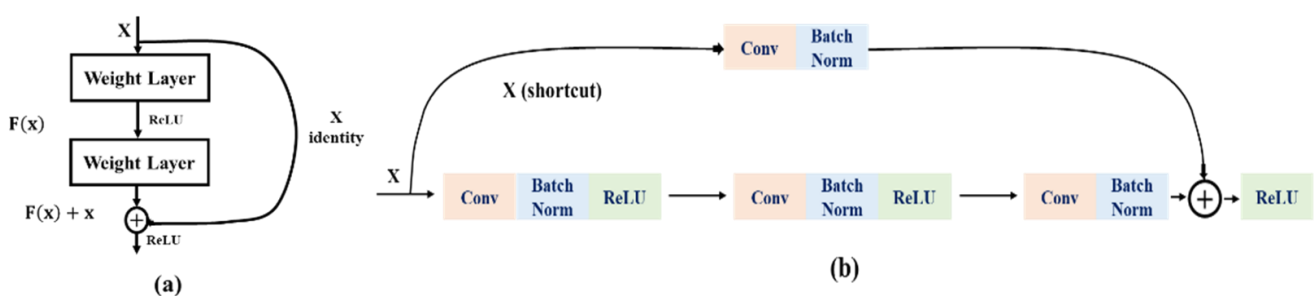 X
Weight Layer
ReLU
F(x)
Weight Layer
X
identity
F(x) + x
+
ReLU
(a)
Conv
Batch
Norm
X (shortcut)
X
Conv
Batch
Norm
ReLU
Conv
Batch
Norm
ReLU
Conv
Batch
Norm
+
ReLU
(b)